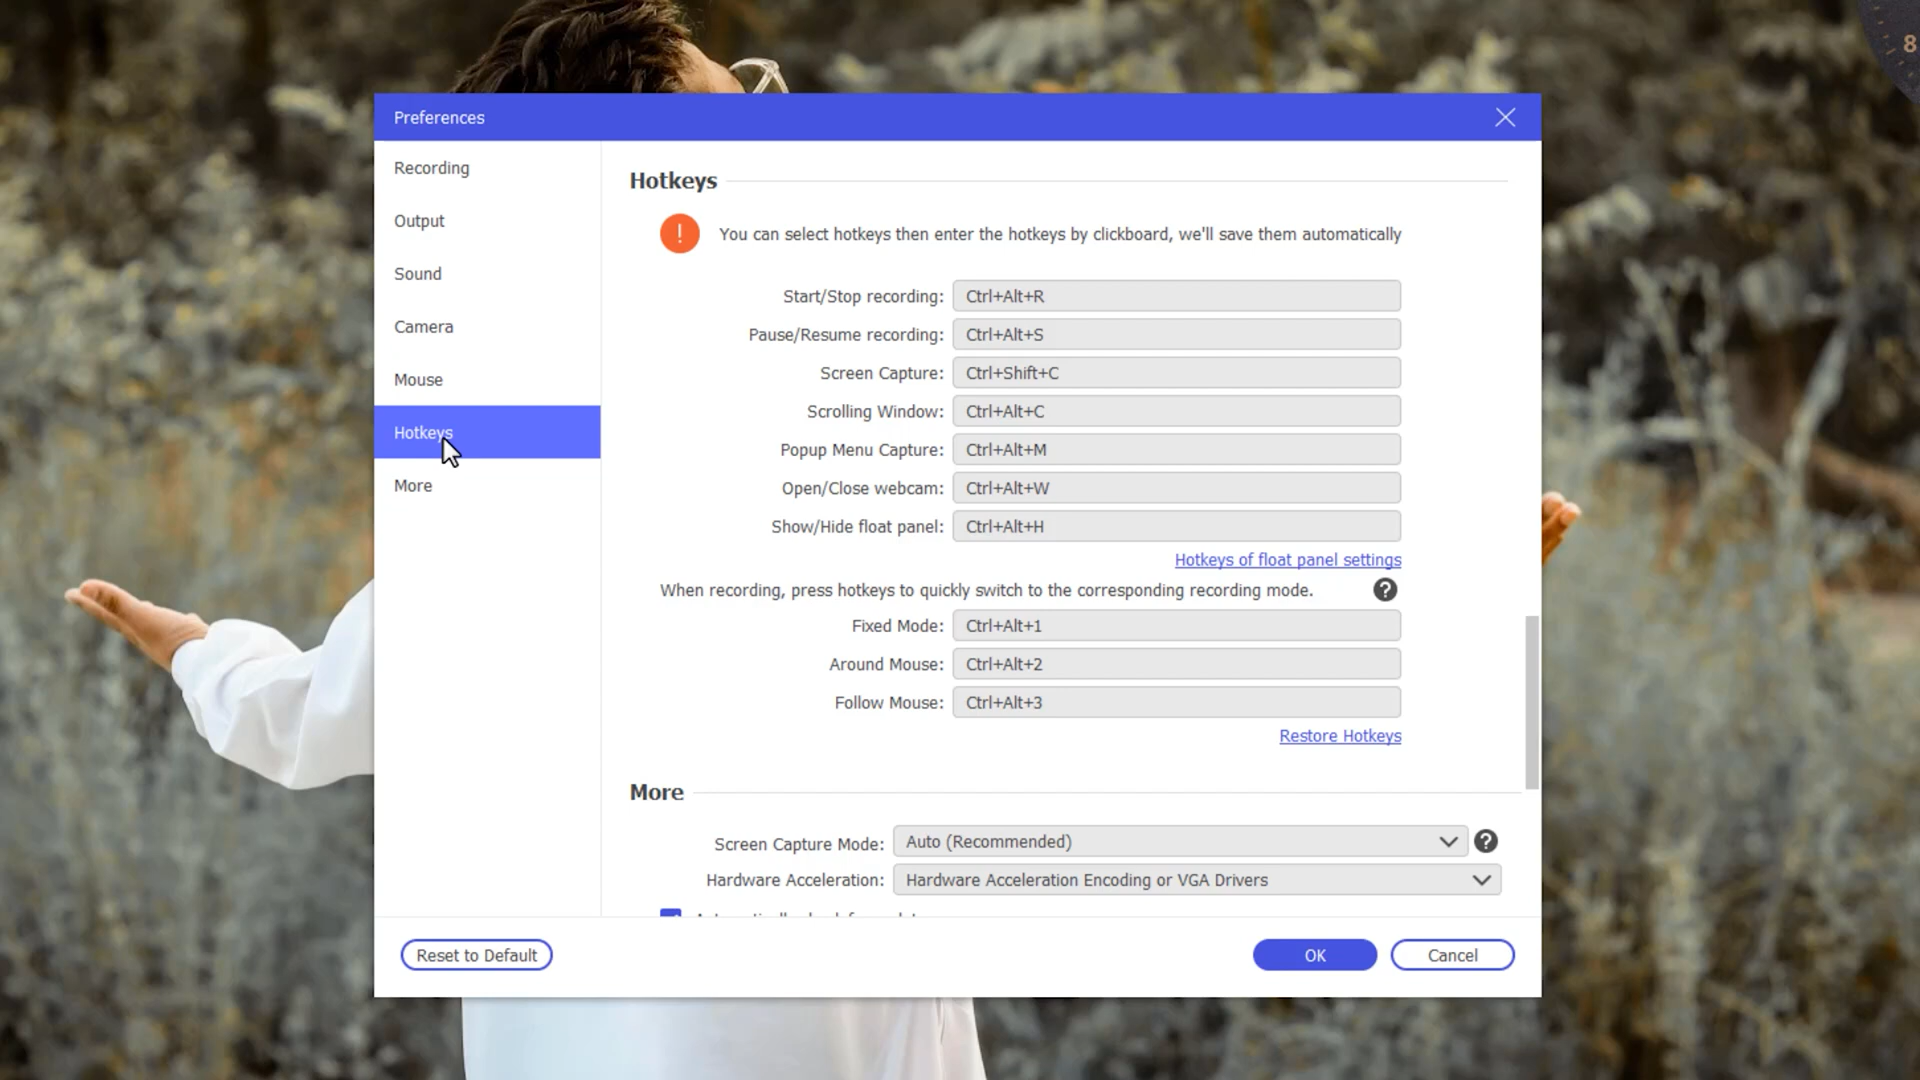 8
Preferences
Recording
Output
Sound
Camera
Mouse
Hotkeys
More
Hotkeys
! You can select hotkeys then enter the hotkeys by clickboard, we'll save them automatically
Start/Stop recording: Ctrl+Alt+R
Pause/Resume recording: Ctrl+Alt+S
Screen Capture: Ctrl+Shift+C
Scrolling Window: Ctrl+Alt+C
Popup Menu Capture: Ctrl+Alt+M
Open/Close webcam: Ctrl+Alt+W
Show/Hide float panel: Ctrl+Alt+H
Hotkeys of float panel settings
When recording, press hotkeys to quickly switch to the corresponding recording mode. ?
Fixed Mode: Ctrl+Alt+1
Around Mouse: Ctrl+Alt+2
Follow Mouse: Ctrl+Alt+3
Restore Hotkeys
More
Screen Capture Mode: Auto (Recommended) ?
Hardware Acceleration: Hardware Acceleration Encoding or VGA Drivers
Reset to Default
OK
Cancel